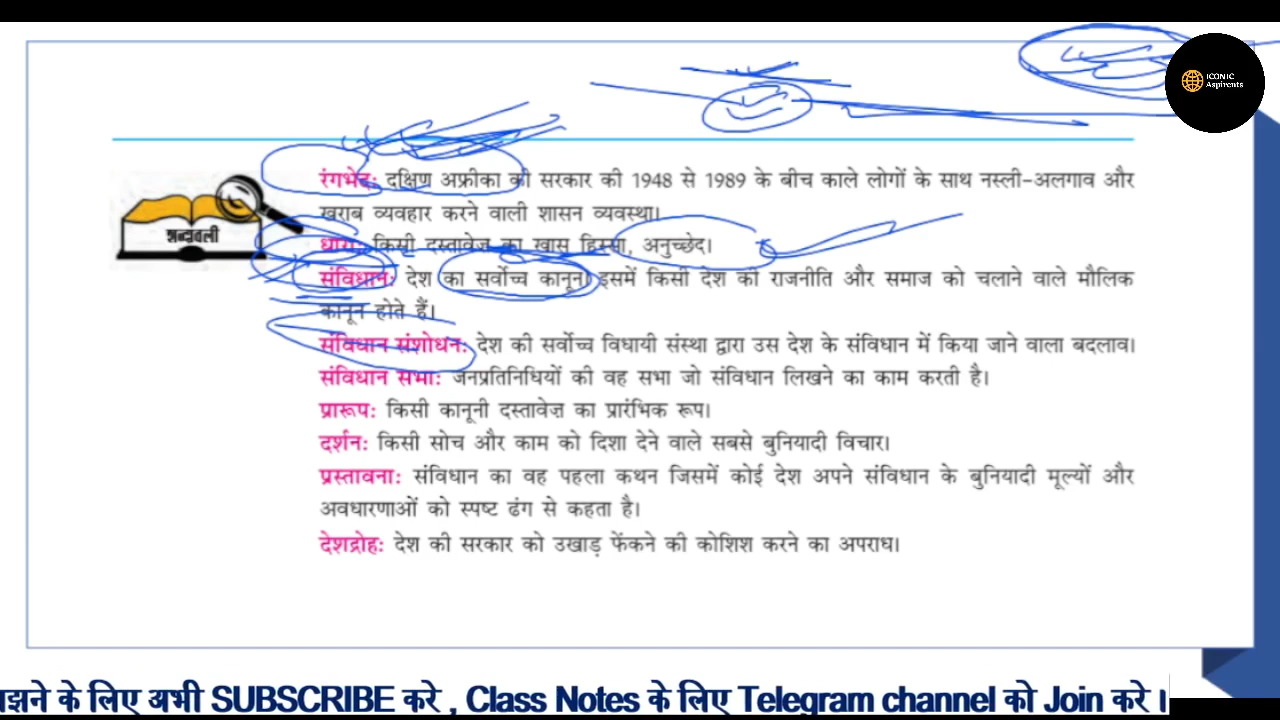 ICONIC
Aspirents
रंगभेद: दक्षिण अफ्रीका की सरकार की 1948 से 1989 के बीच काले लोगों के साथ नस्ली-अलगाव और
खराब व्यवहार करने वाली शासन व्यवस्था।
शब्दावली
धारा: किसी दस्तावेज़ का खास हिस्सा, अनुच्छेद।
संविधान: देश का सर्वोच्च कानून। इसमें किसी देश की राजनीति और समाज को चलाने वाले मौलिक
कानून होते हैं।
संविधान संशोधन: देश की सर्वोच्च विधायी संस्था द्वारा उस देश के संविधान में किया जाने वाला बदलाव।
संविधान सभा: जनप्रतिनिधियों की वह सभा जो संविधान लिखने का काम करती है।
प्रारूप: किसी कानूनी दस्तावेज़ का प्रारंभिक रूप।
दर्शन: किसी सोच और काम को दिशा देने वाले सबसे बुनियादी विचार।
प्रस्तावना: संविधान का वह पहला कथन जिसमें कोई देश अपने संविधान के बुनियादी मूल्यों और
अवधारणाओं को स्पष्ट ढंग से कहता है।
देशद्रोह: देश की सरकार को उखाड़ फेंकने की कोशिश करने का अपराध।
झने के लिए अभी SUBSCRIBE करे , Class Notes के लिए Telegram channel को Join करे ।